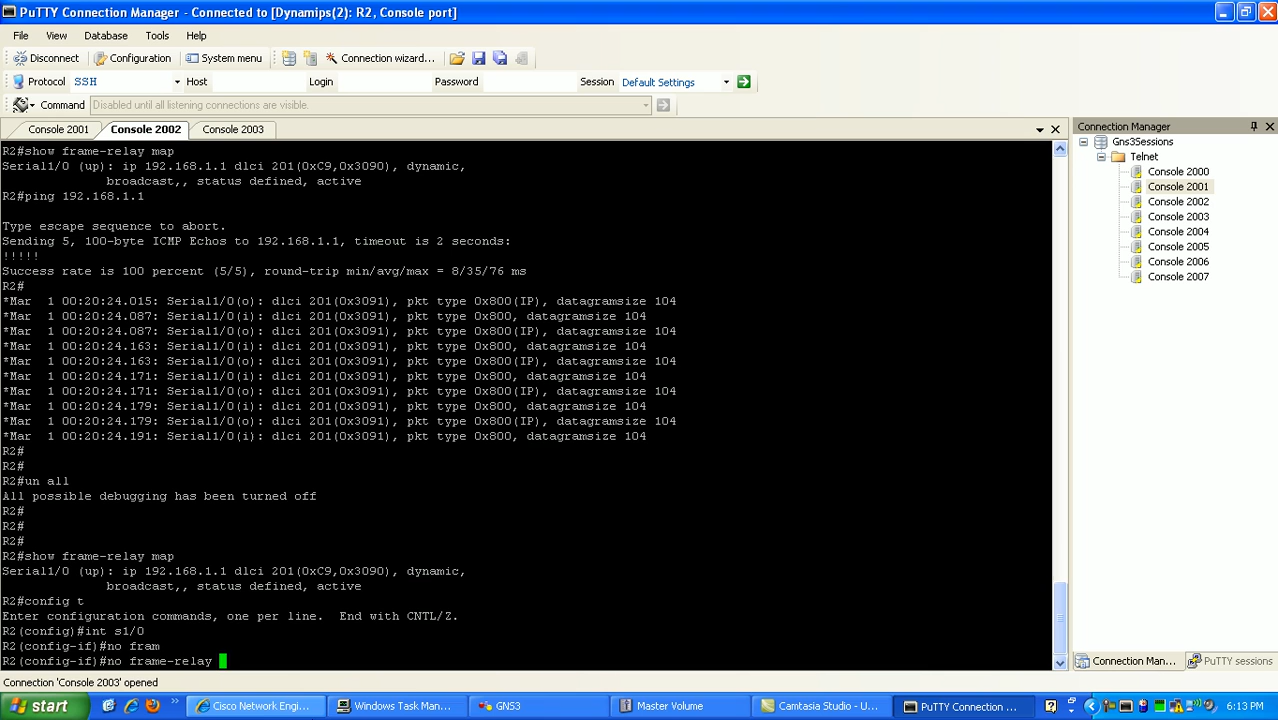 PuTTY Connection Manager - Connected to [Dynamips(2): R2, Console port]
File View Database Tools Help
Disconnect Configuration System menu Connection wizard...
Protocol SSH Host Login Password Session Default Settings
Command Disabled until all listening connections are visible.
Console 2001 Console 2002 Console 2003
R2#show frame-relay map
Serial1/0 (up): ip 192.168.1.1 dlci 201(0xC9,0x3090), dynamic,
broadcast,, status defined, active
R2#ping 192.168.1.1
Type escape sequence to abort.
Sending 5, 100-byte ICMP Echos to 192.168.1.1, timeout is 2 seconds:
!!!!!
Success rate is 100 percent (5/5), round-trip min/avg/max = 8/35/76 ms
R2#
*Mar  1 00:20:24.015: Serial1/0(o): dlci 201(0x3091), pkt type 0x800(IP), datagramsize 104
*Mar  1 00:20:24.087: Serial1/0(i): dlci 201(0x3091), pkt type 0x800, datagramsize 104
*Mar  1 00:20:24.087: Serial1/0(o): dlci 201(0x3091), pkt type 0x800(IP), datagramsize 104
*Mar  1 00:20:24.163: Serial1/0(i): dlci 201(0x3091), pkt type 0x800, datagramsize 104
*Mar  1 00:20:24.163: Serial1/0(o): dlci 201(0x3091), pkt type 0x800(IP), datagramsize 104
*Mar  1 00:20:24.171: Serial1/0(i): dlci 201(0x3091), pkt type 0x800, datagramsize 104
*Mar  1 00:20:24.171: Serial1/0(o): dlci 201(0x3091), pkt type 0x800(IP), datagramsize 104
*Mar  1 00:20:24.179: Serial1/0(i): dlci 201(0x3091), pkt type 0x800, datagramsize 104
*Mar  1 00:20:24.179: Serial1/0(o): dlci 201(0x3091), pkt type 0x800(IP), datagramsize 104
*Mar  1 00:20:24.191: Serial1/0(i): dlci 201(0x3091), pkt type 0x800, datagramsize 104
R2#
R2#
R2#un all
All possible debugging has been turned off
R2#
R2#
R2#
R2#show frame-relay map
Serial1/0 (up): ip 192.168.1.1 dlci 201(0xC9,0x3090), dynamic,
broadcast,, status defined, active
R2#config t
Enter configuration commands, one per line.  End with CNTL/Z.
R2(config)#int s1/0
R2(config-if)#no fram
R2(config-if)#no frame-relay
Connection Manager
Gns3Sessions
Telnet
Console 2000
Console 2001
Console 2002
Console 2003
Console 2004
Console 2005
Console 2006
Console 2007
Connection Man... PuTTY sessions
Connection 'Console 2003' opened
start Cisco Network Engi... Windows Task Man... GNS3 Master Volume Camtasia Studio - U... PuTTY Connection ... 6:13 PM